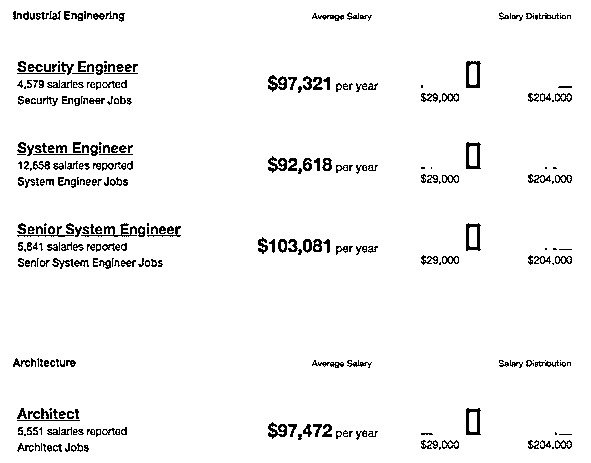 Industrial Engineering Average Salary Salary Distribution
Security Engineer
4,579 salaries reported
Security Engineer Jobs
$97,321 per year
$29,000 $204,000
System Engineer
12,658 salaries reported
System Engineer Jobs
$92,618 per year
$29,000 $204,000
Senior System Engineer
5,841 salaries reported
Senior System Engineer Jobs
$103,081 per year
$29,000 $204,000
Architecture Average Salary Salary Distribution
Architect
5,551 salaries reported
Architect Jobs
$97,472 per year
$29,000 $204,000